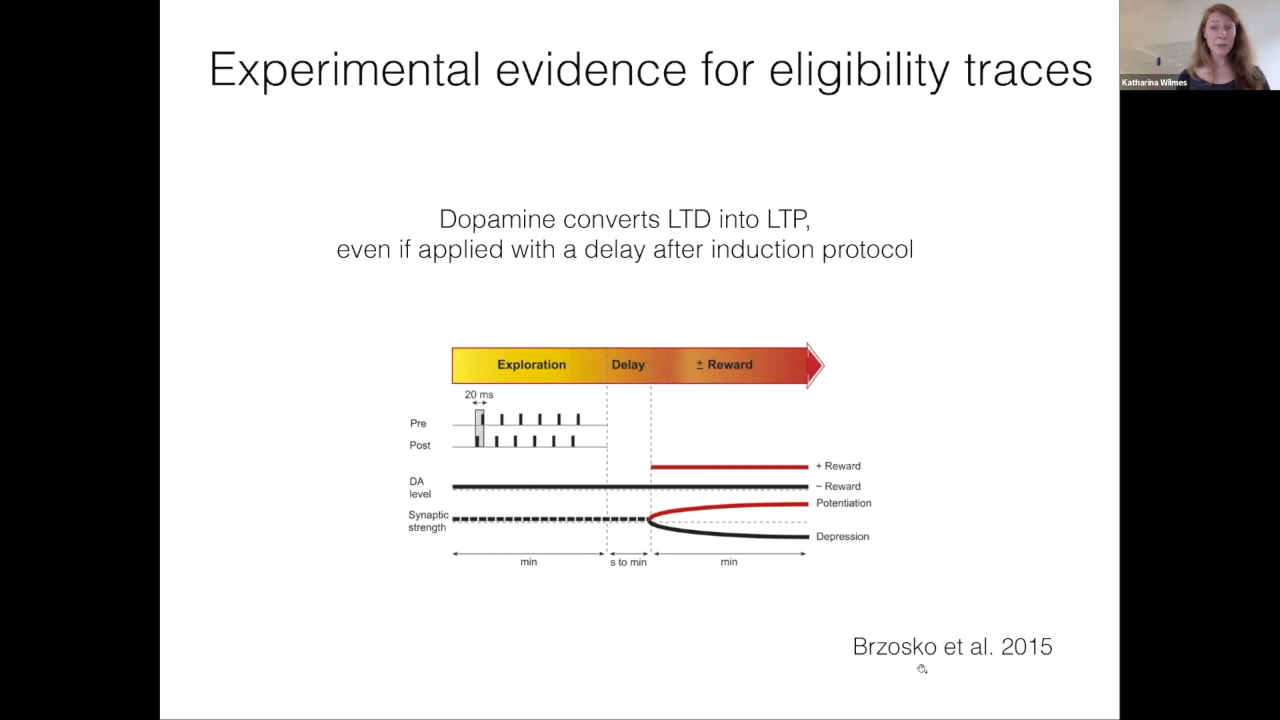 Experimental evidence for eligibility traces
Katharina Wilmes
Dopamine converts LTD into LTP,
even if applied with a delay after induction protocol
Exploration
Delay
± Reward
20 ms
Pre
Post
DA
level
+ Reward
– Reward
Synaptic
strength
Potentiation
Depression
min
s to min
min
Brzosko et al. 2015